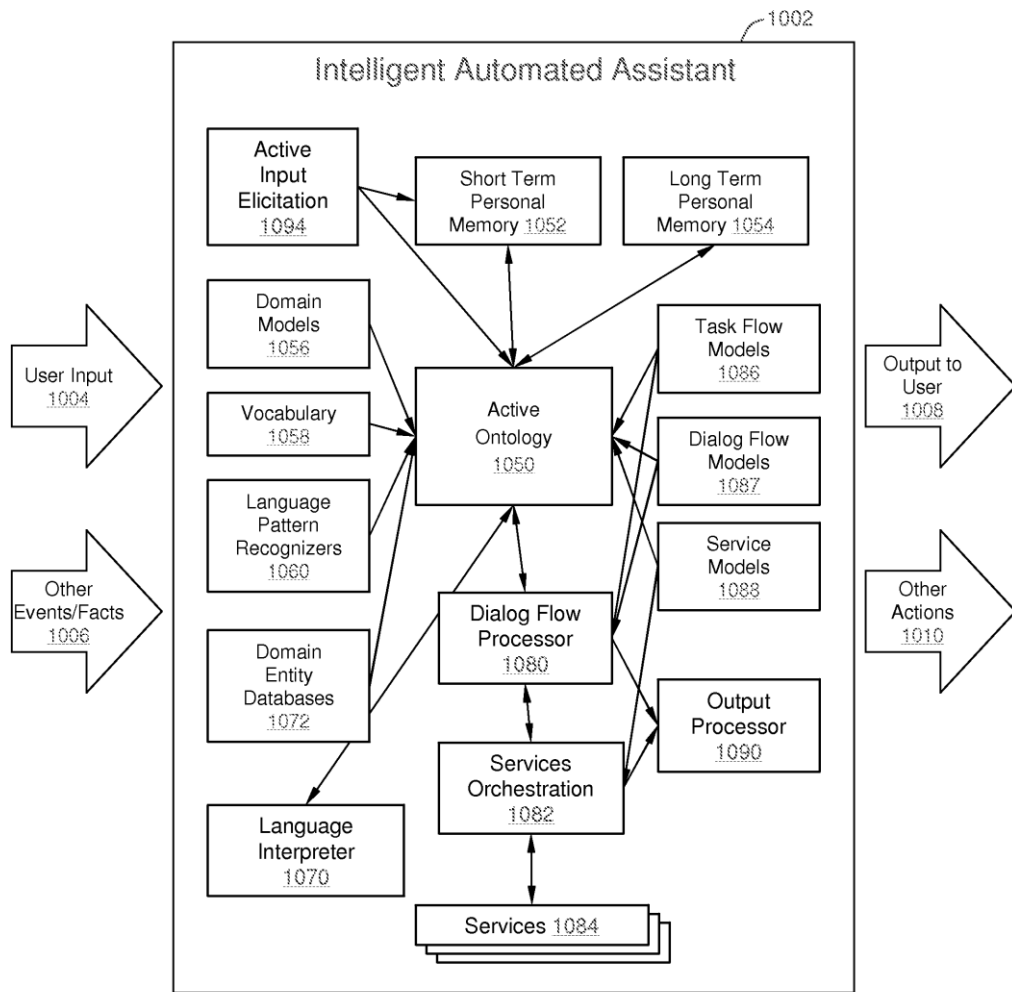 1002
Intelligent Automated Assistant
Active
Input
Elicitation
1094
Short Term
Personal
Memory 1052
Long Term
Personal
Memory 1054
Domain
Models
1056
Task Flow
Models
1086
User Input
1004
Output to
User
1008
Vocabulary
1058
Active
Ontology
1050
Dialog Flow
Models
1087
Language
Pattern
Recognizers
1060
Service
Models
1088
Other
Events/Facts
1006
Dialog Flow
Processor
1080
Other
Actions
1010
Domain
Entity
Databases
1072
Output
Processor
1090
Services
Orchestration
1082
Language
Interpreter
1070
Services 1084